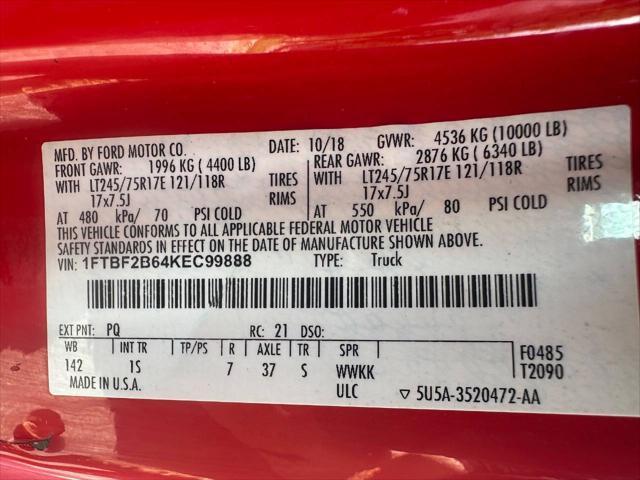 MFD. BY FORD MOTOR CO. DATE: 10/18 GVWR: 4536 KG (10000 LB)
FRONT GAWR: 1996 KG ( 4400 LB) REAR GAWR: 2876 KG ( 6340 LB)
WITH LT245/75R17E 121/118R TIRES WITH LT245/75R17E 121/118R TIRES
17x7.5J RIMS 17x7.5J RIMS
AT 480 kPa/ 70 PSI COLD AT 550 kPa/ 80 PSI COLD
THIS VEHICLE CONFORMS TO ALL APPLICABLE FEDERAL MOTOR VEHICLE
SAFETY STANDARDS IN EFFECT ON THE DATE OF MANUFACTURE SHOWN ABOVE.
VIN: 1FTBF2B64KEC99888 TYPE: Truck
EXT PNT: PQ RC: 21 DSO:
WB INT TR TP/PS R AXLE TR SPR F0485
142 1S 7 37 S WWKK T2090
MADE IN U.S.A. ULC ▽ 5U5A-3520472-AA